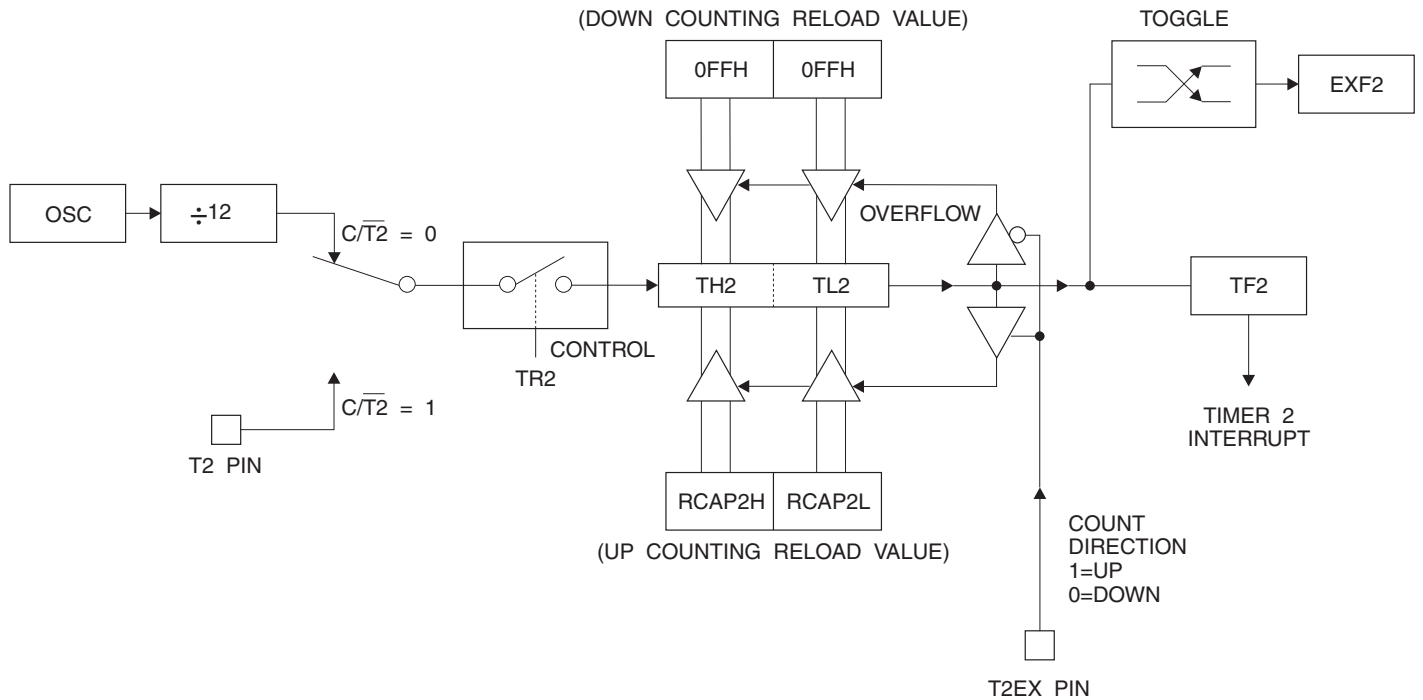 (DOWN COUNTING RELOAD VALUE)
TOGGLE
0FFH 0FFH
EXF2
OSC
÷12
OVERFLOW
C/T2̅ = 0
TH2 TL2
TF2
CONTROL
TR2
C/T2̅ = 1
T2 PIN
TIMER 2
INTERRUPT
RCAP2H RCAP2L
(UP COUNTING RELOAD VALUE)
COUNT
DIRECTION
1=UP
0=DOWN
T2EX PIN